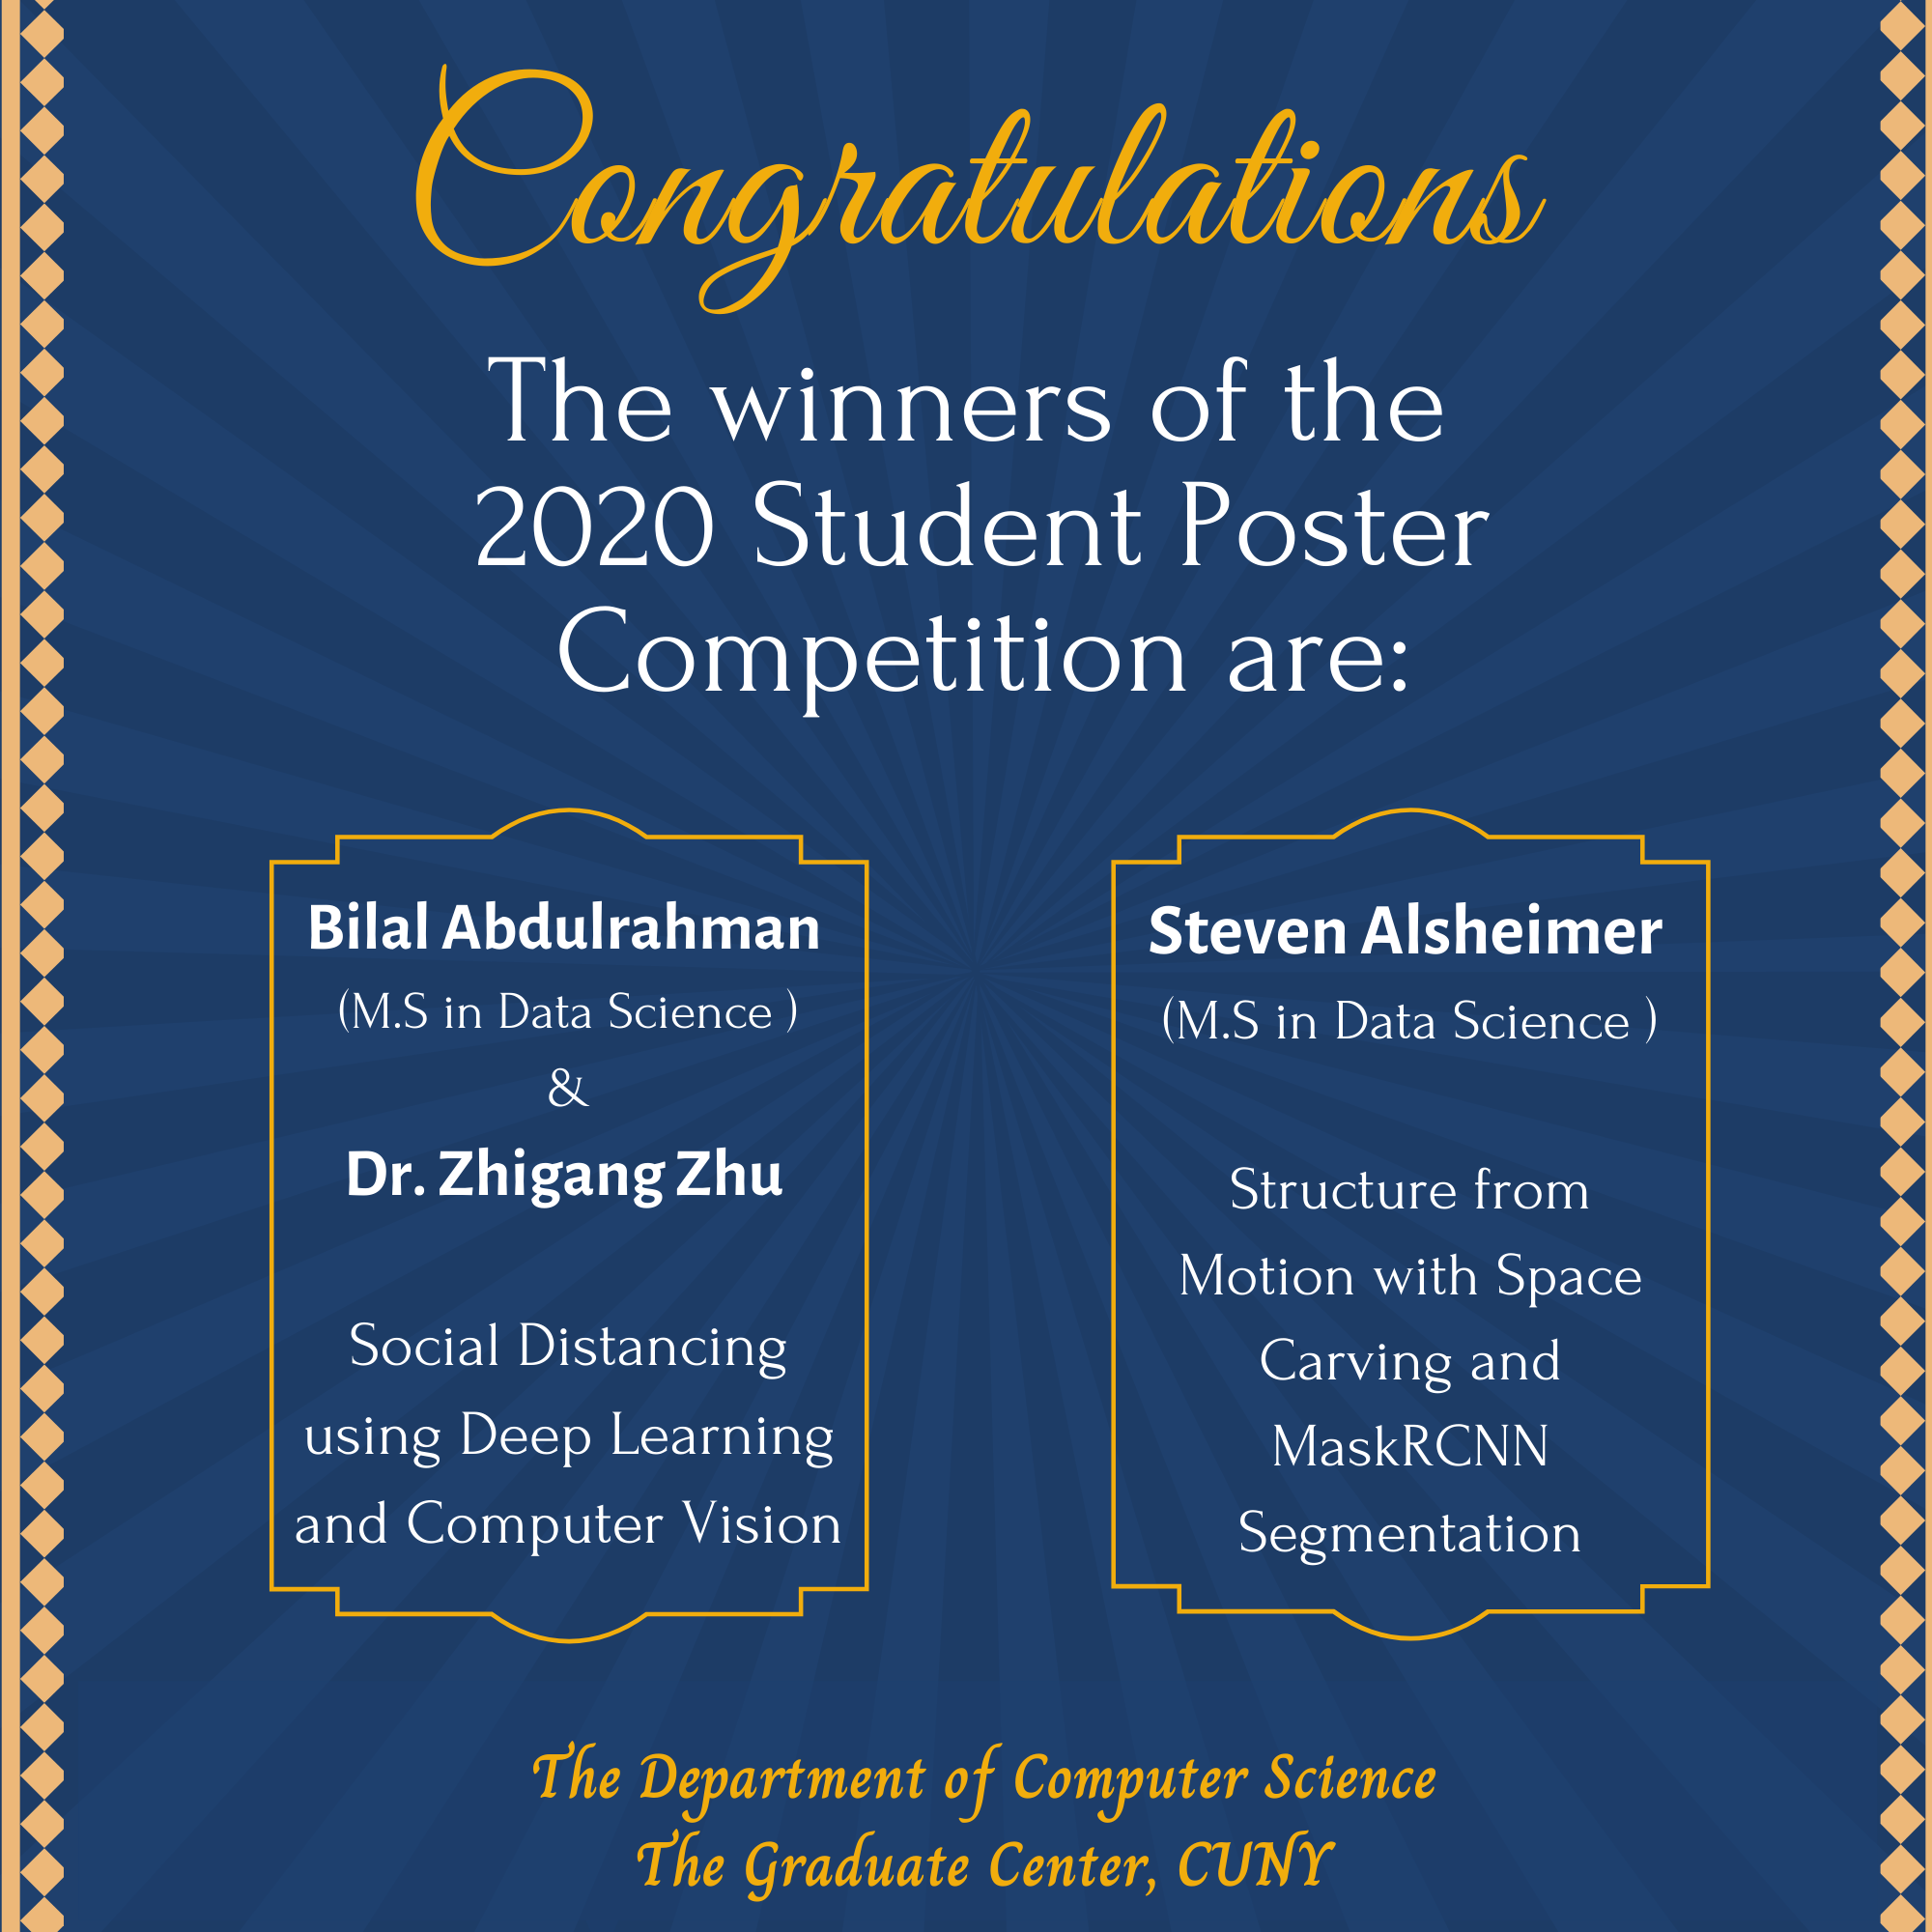 Congratulations
The winners of the
2020 Student Poster
Competition are:
Bilal Abdulrahman
(M.S in Data Science )
&
Dr. Zhigang Zhu
Social Distancing
using Deep Learning
and Computer Vision
Steven Alsheimer
(M.S in Data Science )
Structure from
Motion with Space
Carving and
MaskRCNN
Segmentation
The Department of Computer Science
The Graduate Center, CUNY